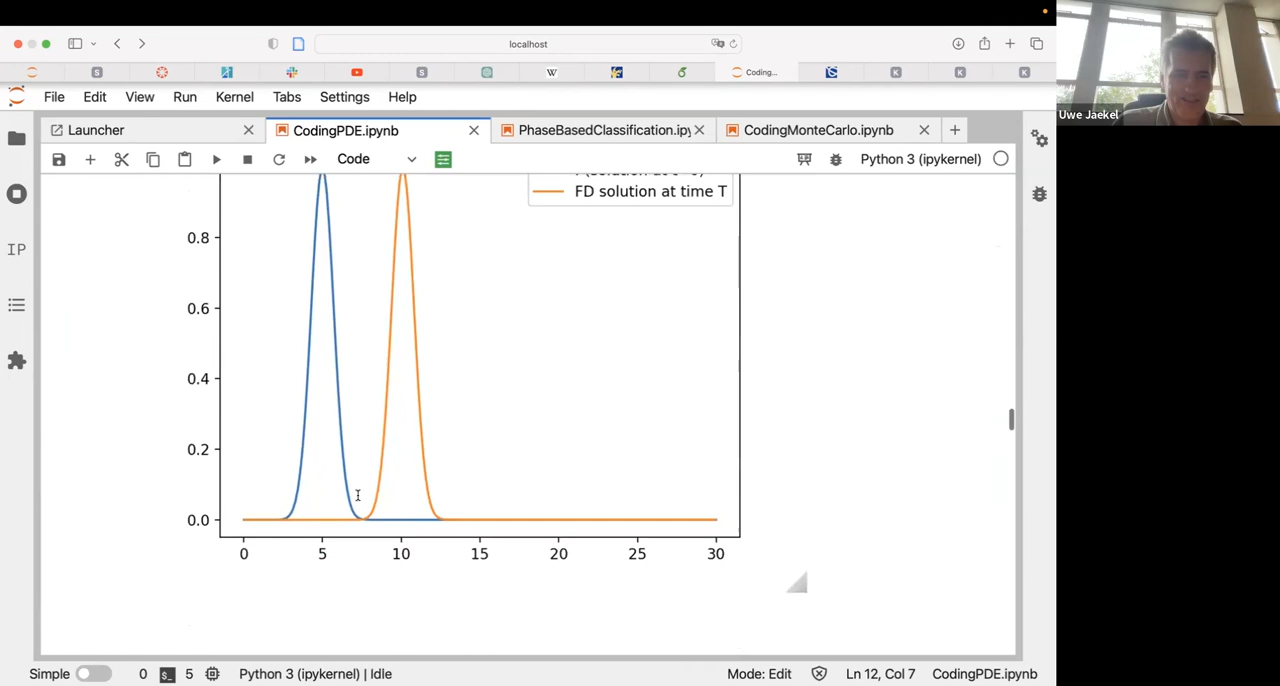 localhost
S
S
W
Coding...
K
K
K
File Edit View Run Kernel Tabs Settings Help
Uwe Jaekel
Launcher
CodingPDE.ipynb
PhaseBasedClassification.ipy
CodingMonteCarlo.ipynb
Code
Python 3 (ipykernel)
FD solution at time T
IP
0.8
0.6
0.4
0.2
0.0
0 5 10 15 20 25 30
Simple 0 5 Python 3 (ipykernel) | Idle Mode: Edit Ln 12, Col 7 CodingPDE.ipynb